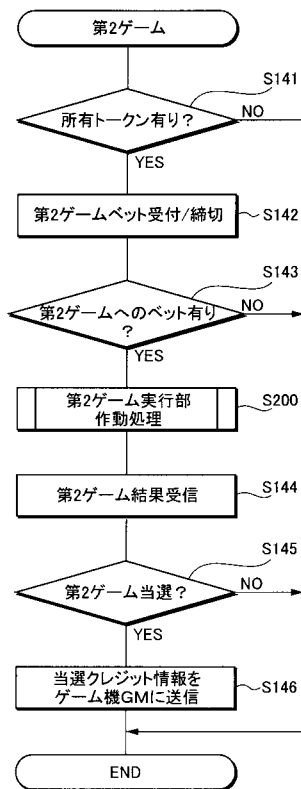 第2ゲーム
S141
所有トークン有り?
NO
YES
第2ゲームベット受付/締切
S142
S143
第2ゲームへのベット有り
?
NO
YES
第2ゲーム実行部
作動処理
S200
第2ゲーム結果受信
S144
S145
第2ゲーム当選?
NO
YES
当選クレジット情報を
ゲーム機GMに送信
S146
END